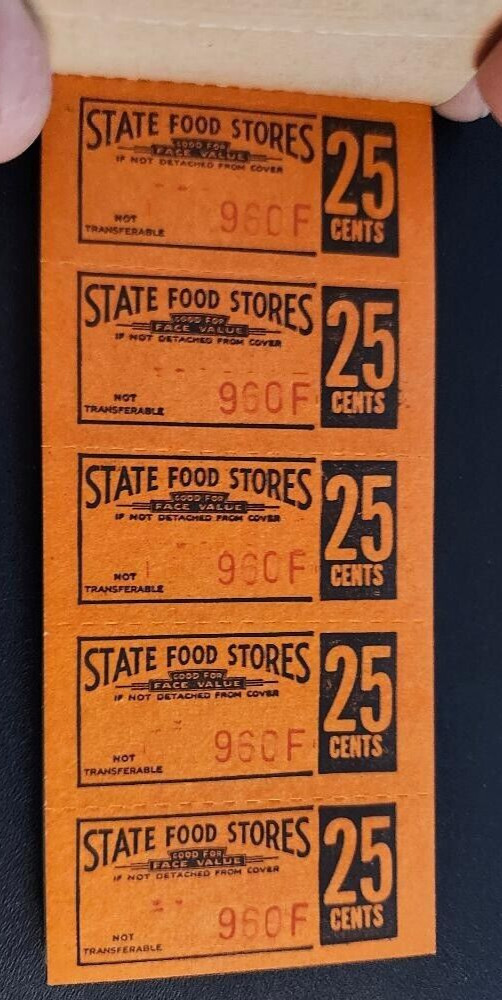 STATE FOOD STORES
GOOD FOR
FACE VALUE
IF NOT DETACHED FROM COVER
NOT
TRANSFERABLE
960F
25
CENTS
STATE FOOD STORES
GOOD FOR
FACE VALUE
IF NOT DETACHED FROM COVER
NOT
TRANSFERABLE
960F
25
CENTS
STATE FOOD STORES
GOOD FOR
FACE VALUE
IF NOT DETACHED FROM COVER
NOT
TRANSFERABLE
960F
25
CENTS
STATE FOOD STORES
GOOD FOR
FACE VALUE
IF NOT DETACHED FROM COVER
NOT
TRANSFERABLE
960F
25
CENTS
STATE FOOD STORES
GOOD FOR
FACE VALUE
IF NOT DETACHED FROM COVER
NOT
TRANSFERABLE
960F
25
CENTS